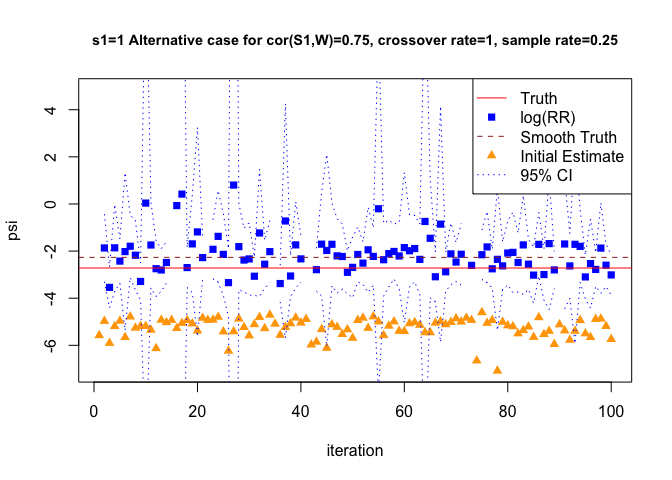 s1=1 Alternative case for cor(S1,W)=0.75, crossover rate=1, sample rate=0.25
Truth
log(RR)
Smooth Truth
Initial Estimate
95% CI
psi
4
2
0
-2
-4
-6
0
20
40
60
80
100
iteration